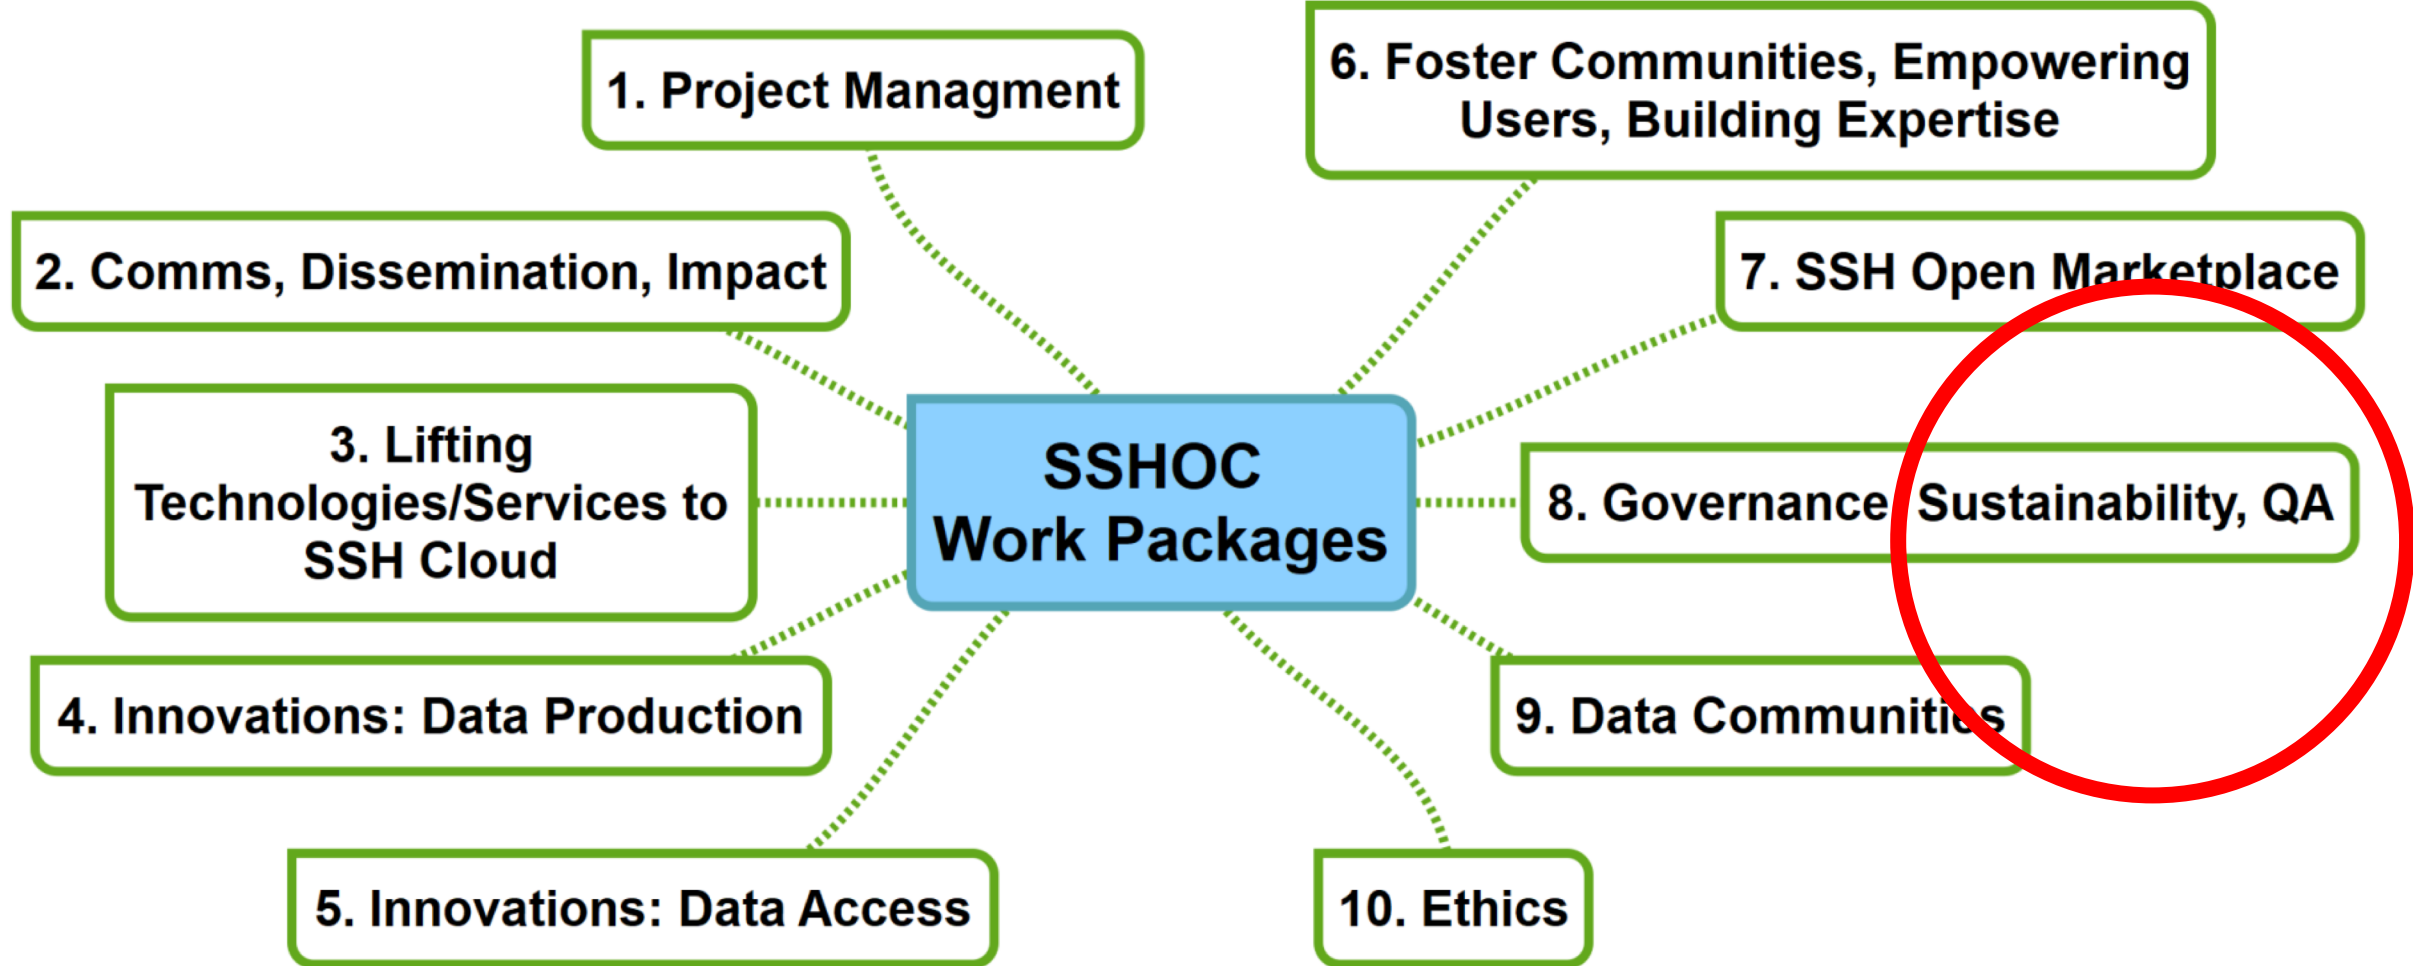 1. Project Managment
6. Foster Communities, Empowering
Users, Building Expertise
2. Comms, Dissemination, Impact
7. SSH Open Marketplace
3. Lifting
Technologies/Services to
SSH Cloud
SSHOC
Work Packages
8. Governance, Sustainability, QA
4. Innovations: Data Production
9. Data Communities
5. Innovations: Data Access
10. Ethics